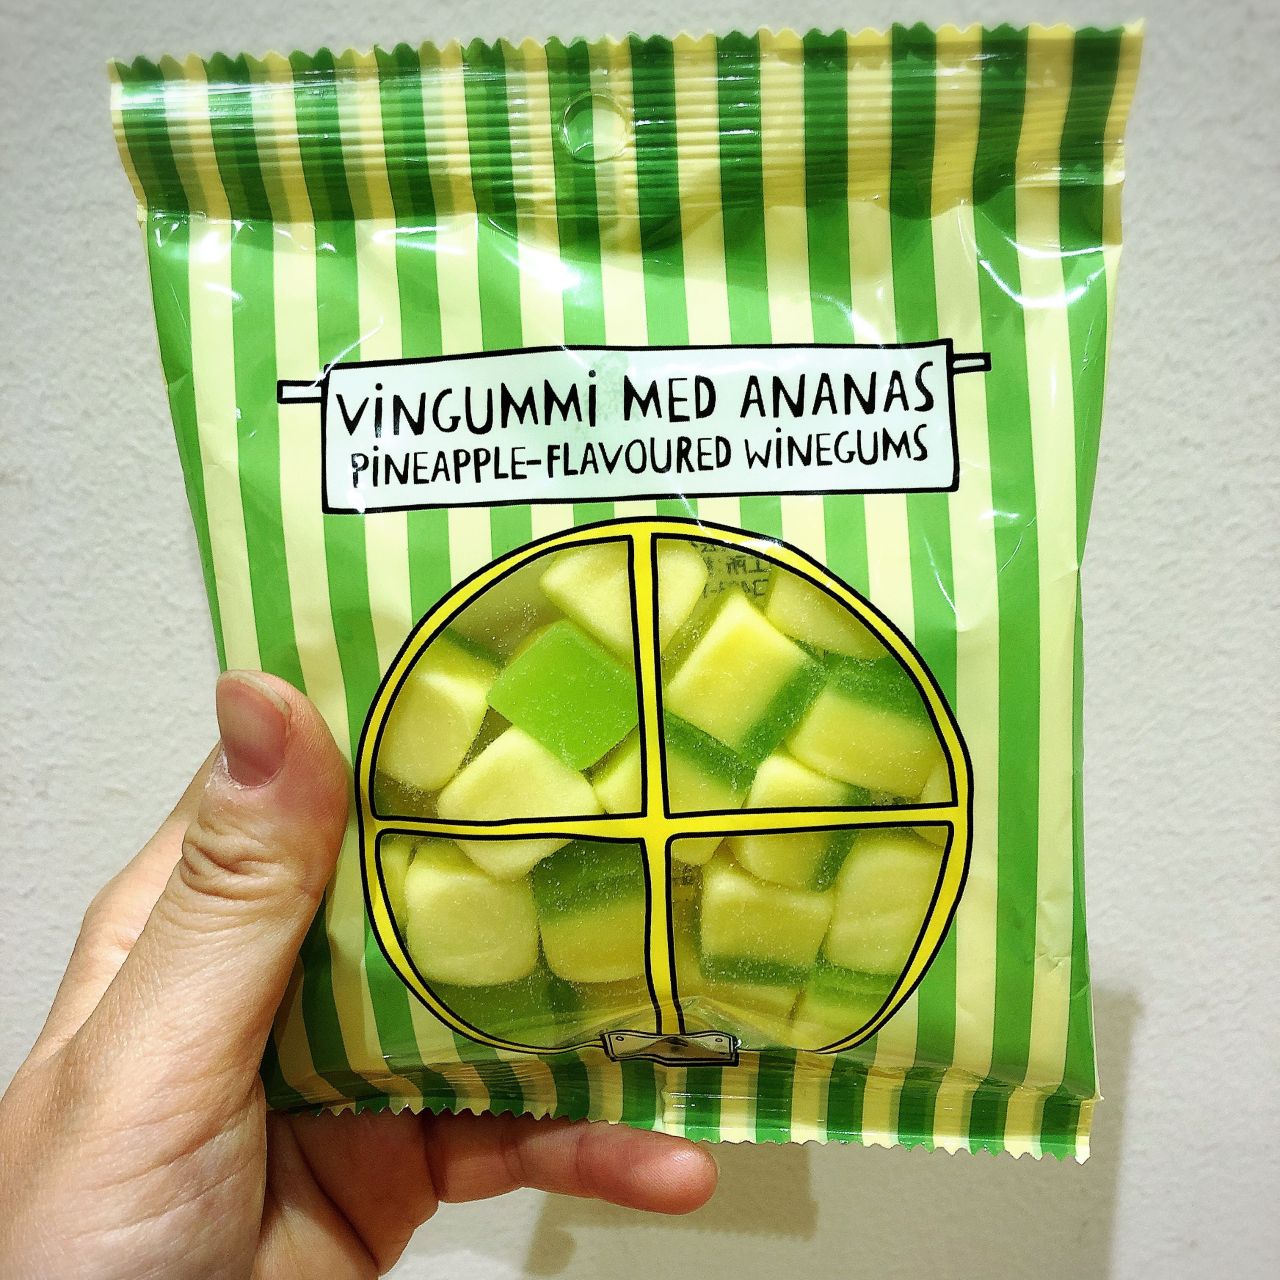 ViNGUMMi MED ANANAS
PiNEAPPLE-FLAVOURED WiNEGUMS